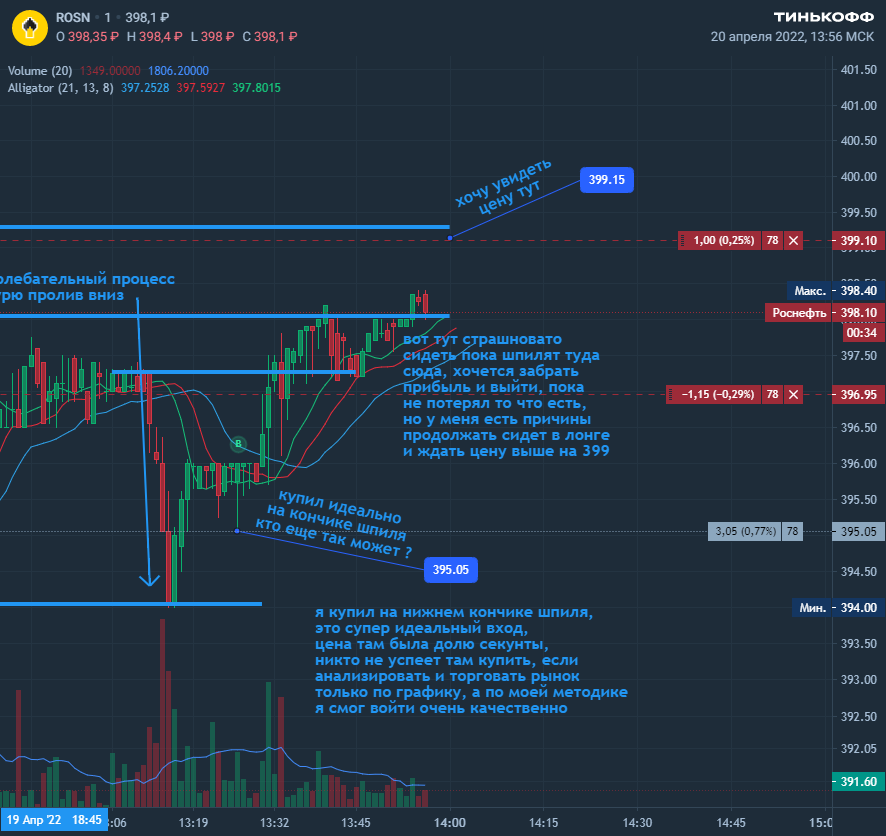 ROSN · 1 · 398,1 ₽
О 398,35 ₽ H 398,4 ₽ L 398 ₽ C 398,1 ₽
ТИНЬКОФФ
20 апреля 2022, 13:56 МСК
Volume (20) 1349.00000 1806.20000
Alligator (21, 13, 8) 397.2528 397.5927 397.8015
401.50
401.00
400.50
400.00
399.50
хочу увидеть
цену тут
399.15
1,00 (0,25%) 78 X 399.10
олебательный процесс
урю пролив вниз
Макс. 398.40
Роснефть 398.10
00:34
397.50
вот тут страшновато
сидеть пока шпилят туда
сюда, хочется забрать
прибыль и выйти, пока
не потерял то что есть,
но у меня есть причины
продолжать сидет в лонге
и ждать цену выше на 399
−1,15 (−0,29%) 78 X 396.95
396.50
B
396.00
395.50
купил идеально
на кончике шпиля
кто еще так может ?
3,05 (0,77%) 78 395.05
395.05
394.50
Мин. 394.00
я купил на нижнем кончике шпиля,
это супер идеальный вход,
цена там была долю секунты,
никто не успеет там купить, если
анализировать и торговать рынок
только по графику, а по моей методике
я смог войти очень качественно
393.50
393.00
392.50
392.05
391.60
19 Апр '22 18:45 :06 13:19 13:32 13:45 14:00 14:15 14:30 14:45 15:0